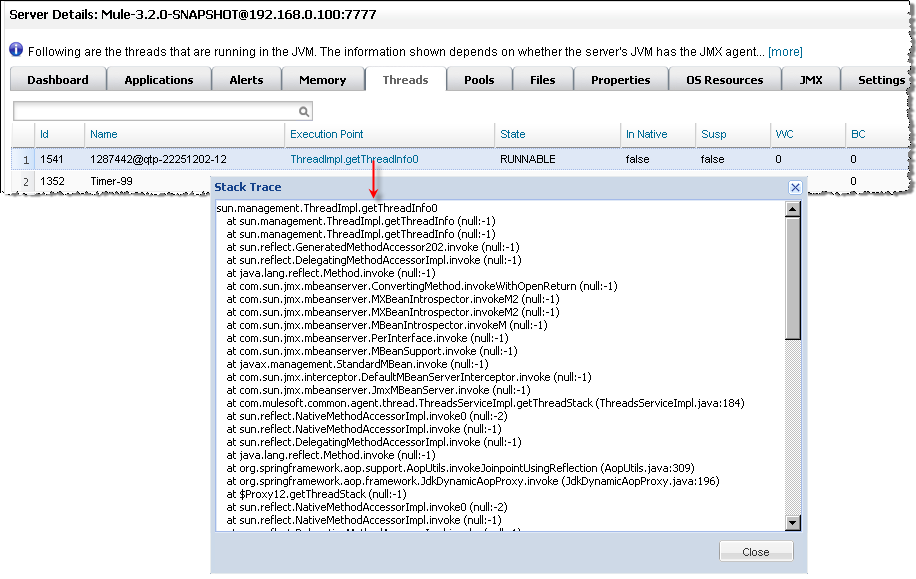 Server Details: Mule-3.2.0-SNAPSHOT@192.168.0.100:7777
Following are the threads that are running in the JVM. The information shown depends on whether the server's JVM has the JMX agent... [more]
Dashboard Applications Alerts Memory Threads Pools Files Properties OS Resources JMX Settings
Id Name Execution Point State In Native Susp WC BC
1 1541 1287442@qtp-22251202-12 ThreadImpl.getThreadInfo0 RUNNABLE false false 0 0
2 1352 Timer-99 0
Stack Trace
sun.management.ThreadImpl.getThreadInfo0
at sun.management.ThreadImpl.getThreadInfo (null:-1)
at sun.management.ThreadImpl.getThreadInfo (null:-1)
at sun.reflect.GeneratedMethodAccessor202.invoke (null:-1)
at sun.reflect.DelegatingMethodAccessorImpl.invoke (null:-1)
at java.lang.reflect.Method.invoke (null:-1)
at com.sun.jmx.mbeanserver.ConvertingMethod.invokeWithOpenReturn (null:-1)
at com.sun.jmx.mbeanserver.MXBeanIntrospector.invokeM2 (null:-1)
at com.sun.jmx.mbeanserver.MXBeanIntrospector.invokeM2 (null:-1)
at com.sun.jmx.mbeanserver.MBeanIntrospector.invokeM (null:-1)
at com.sun.jmx.mbeanserver.PerInterface.invoke (null:-1)
at com.sun.jmx.mbeanserver.MBeanSupport.invoke (null:-1)
at javax.management.StandardMBean.invoke (null:-1)
at com.sun.jmx.interceptor.DefaultMBeanServerInterceptor.invoke (null:-1)
at com.sun.jmx.mbeanserver.JmxMBeanServer.invoke (null:-1)
at com.mulesoft.common.agent.thread.ThreadsServiceImpl.getThreadStack (ThreadsServiceImpl.java:184)
at sun.reflect.NativeMethodAccessorImpl.invoke0 (null:-2)
at sun.reflect.NativeMethodAccessorImpl.invoke (null:-1)
at sun.reflect.DelegatingMethodAccessorImpl.invoke (null:-1)
at java.lang.reflect.Method.invoke (null:-1)
at org.springframework.aop.support.AopUtils.invokeJoinpointUsingReflection (AopUtils.java:309)
at org.springframework.aop.framework.JdkDynamicAopProxy.invoke (JdkDynamicAopProxy.java:196)
at $Proxy12.getThreadStack (null:-1)
at sun.reflect.NativeMethodAccessorImpl.invoke0 (null:-2)
at sun.reflect.NativeMethodAccessorImpl.invoke (null:-1)
Close